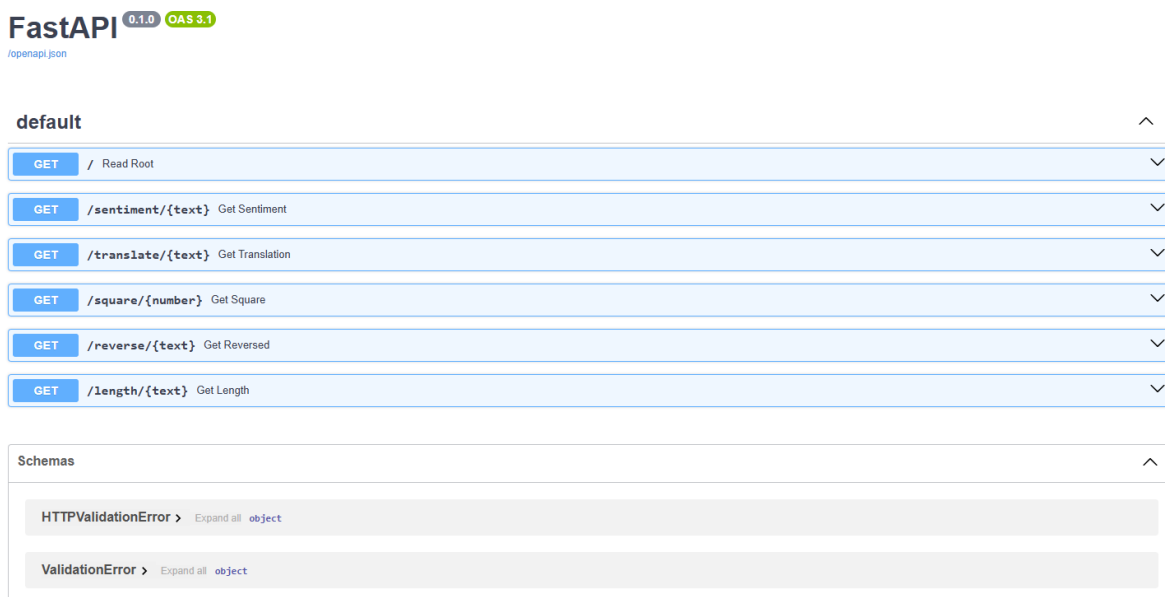 FastAPI 0.1.0 OAS 3.1
/openapi.json
default
GET / Read Root
GET /sentiment/{text} Get Sentiment
GET /translate/{text} Get Translation
GET /square/{number} Get Square
GET /reverse/{text} Get Reversed
GET /length/{text} Get Length
Schemas
HTTPValidationError Expand all object
ValidationError Expand all object